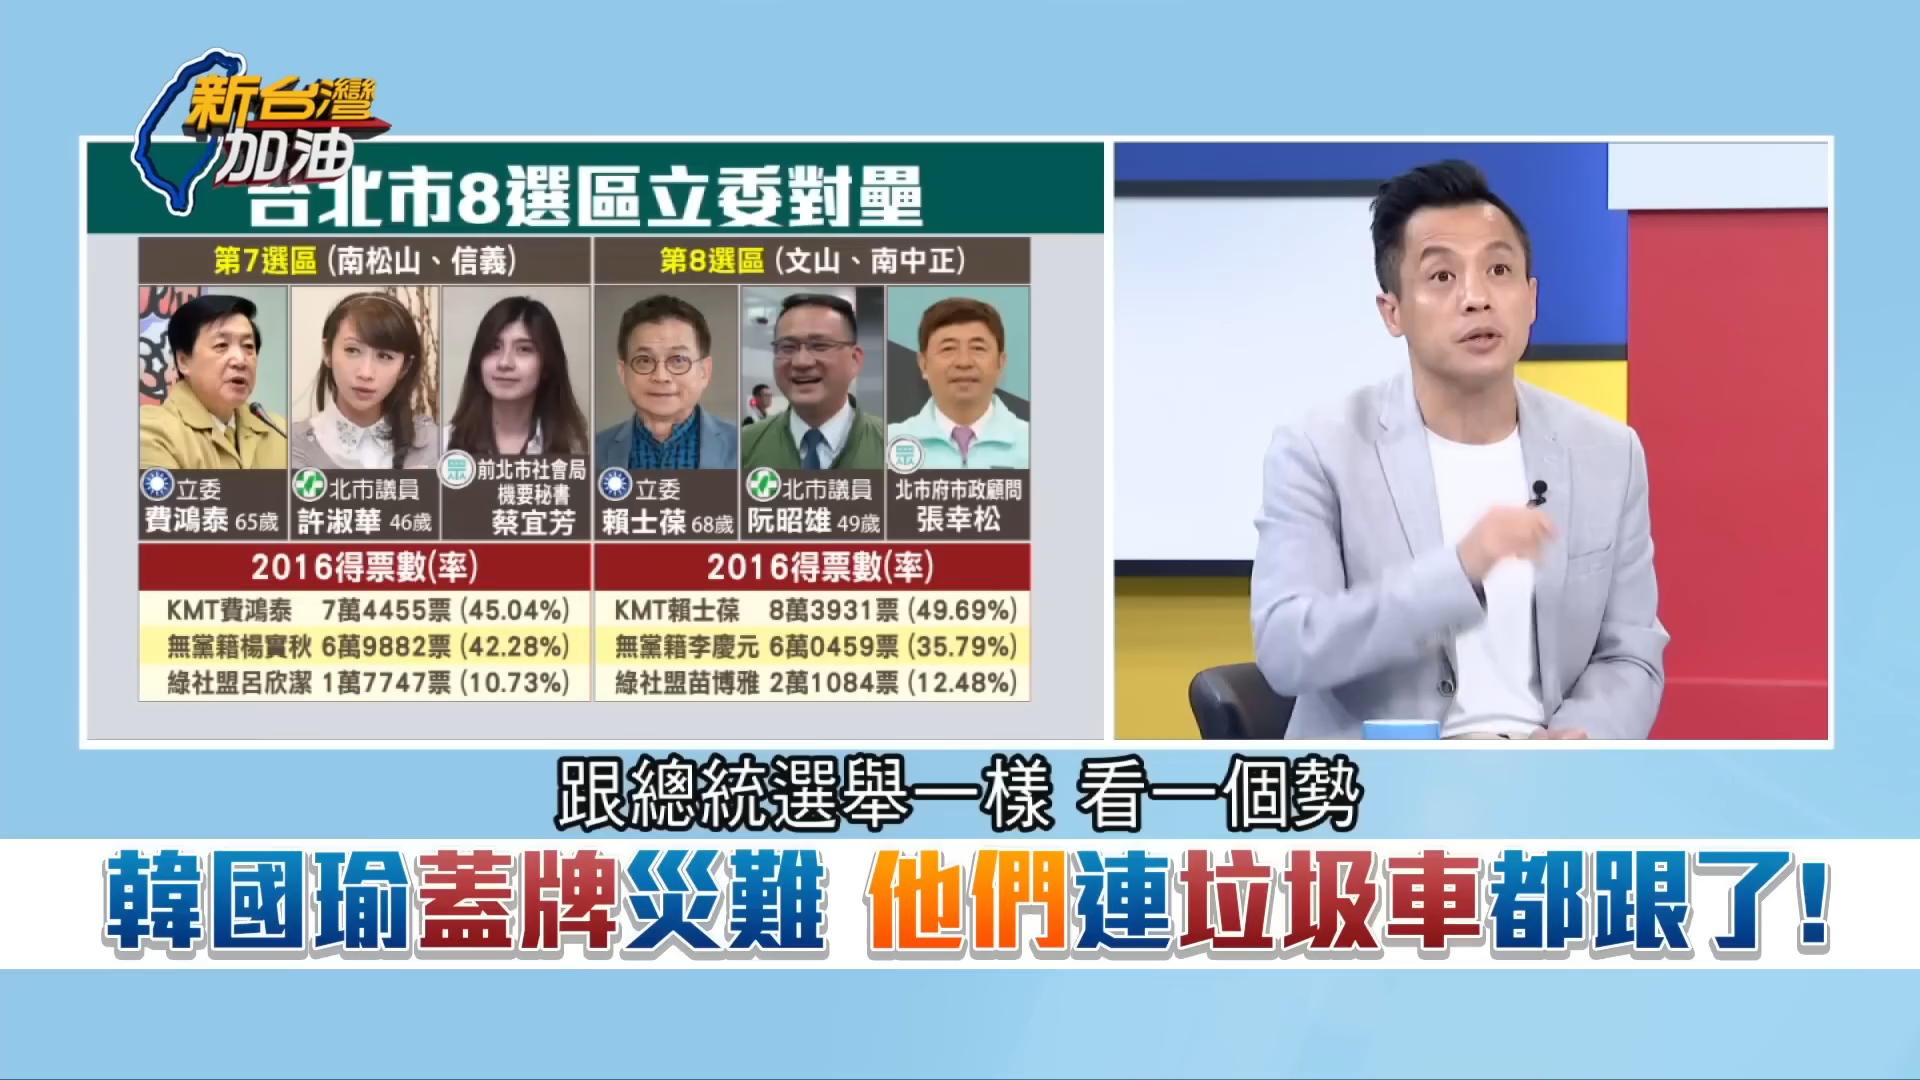 新台灣
加油
台北市8選區立委對壘
第7選區 (南松山、信義)
第8選區 (文山、南中正)
立委
費鴻泰 65歲
北市議員
許淑華 46歲
眾
前北市社會局
機要秘書
蔡宜芳
立委
賴士葆 68歲
北市議員
阮昭雄 49歲
眾
北市府市政顧問
張幸松
2016得票數(率)
KMT費鴻泰 7萬4455票 (45.04%)
無黨籍楊實秋 6萬9882票 (42.28%)
綠社盟呂欣潔 1萬7747票 (10.73%)
2016得票數(率)
KMT賴士葆 8萬3931票 (49.69%)
無黨籍李慶元 6萬0459票 (35.79%)
綠社盟苗博雅 2萬1084票 (12.48%)
跟總統選舉一樣 看一個勢
韓國瑜蓋牌災難 他們連垃圾車都跟了!